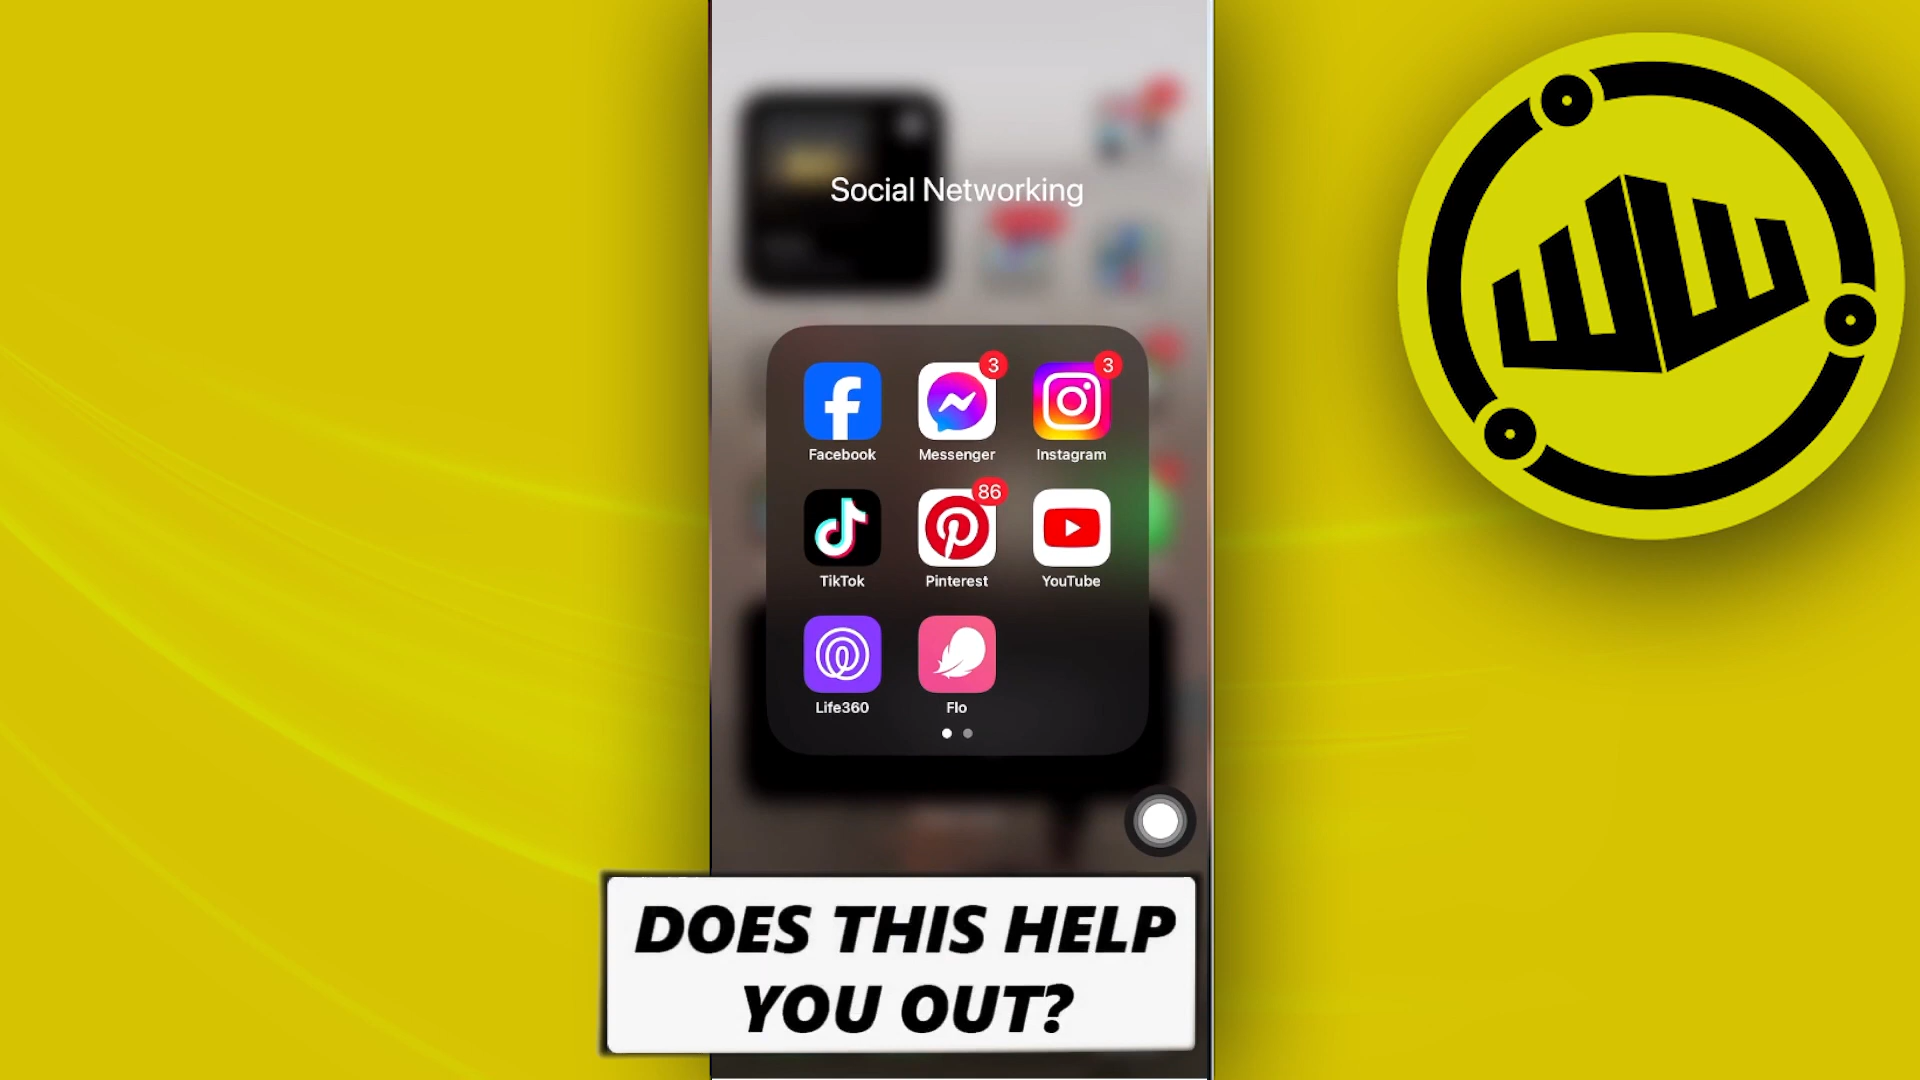 Social Networking
3
3
Facebook
Messenger
Instagram
86
TikTok
Pinterest
YouTube
Life360
Flo
DOES THIS HELP
YOU OUT?